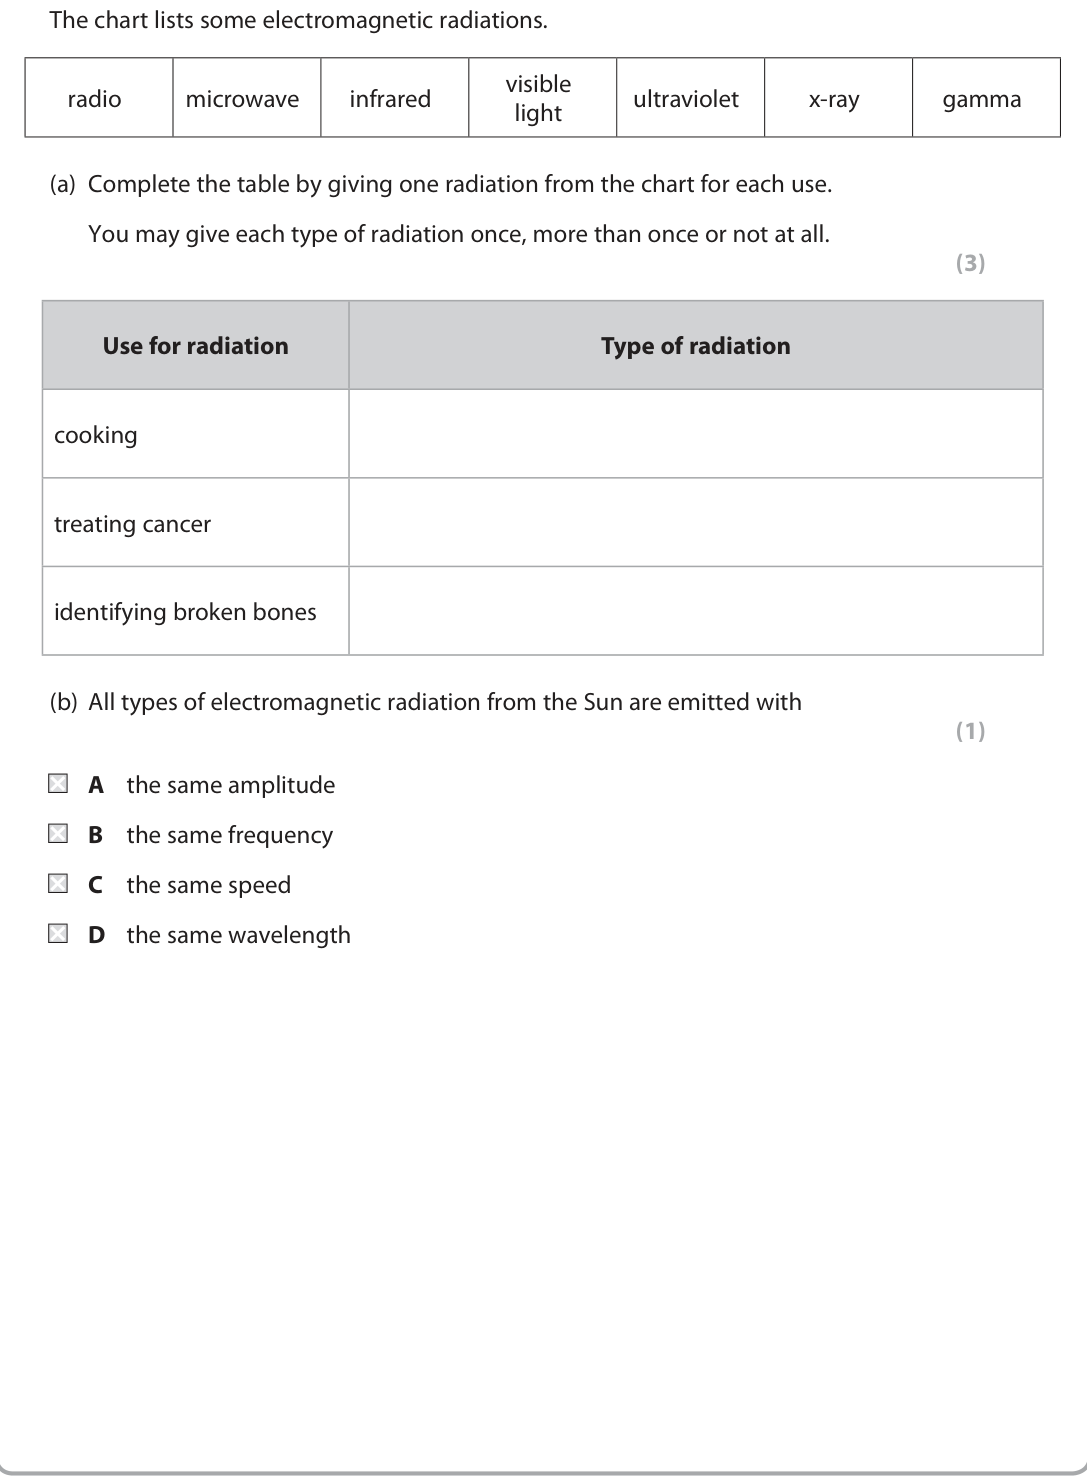 The chart lists some electromagnetic radiations.
radio microwave infrared visible light ultraviolet x-ray gamma
(a) Complete the table by giving one radiation from the chart for each use.
You may give each type of radiation once, more than once or not at all.
(3)
Use for radiation Type of radiation
cooking
treating cancer
identifying broken bones
(b) All types of electromagnetic radiation from the Sun are emitted with
(1)
A the same amplitude
B the same frequency
C the same speed
D the same wavelength